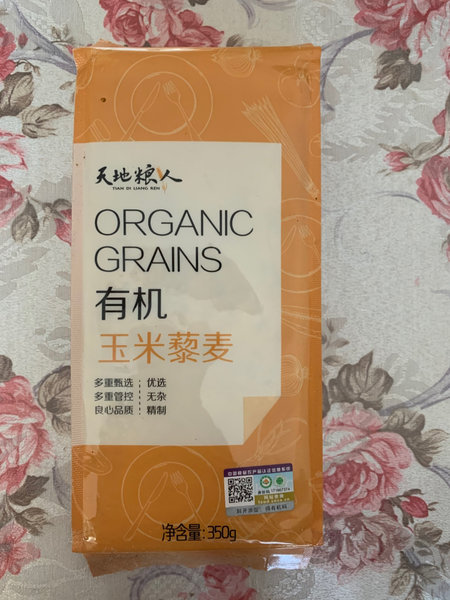 天地粮人
TIAN DI LIANG REN
ORGANIC
GRAINS
有机
玉米藜麦
多重甄选：优选
多重管控：无杂
良心品质：精制
净含量:350g